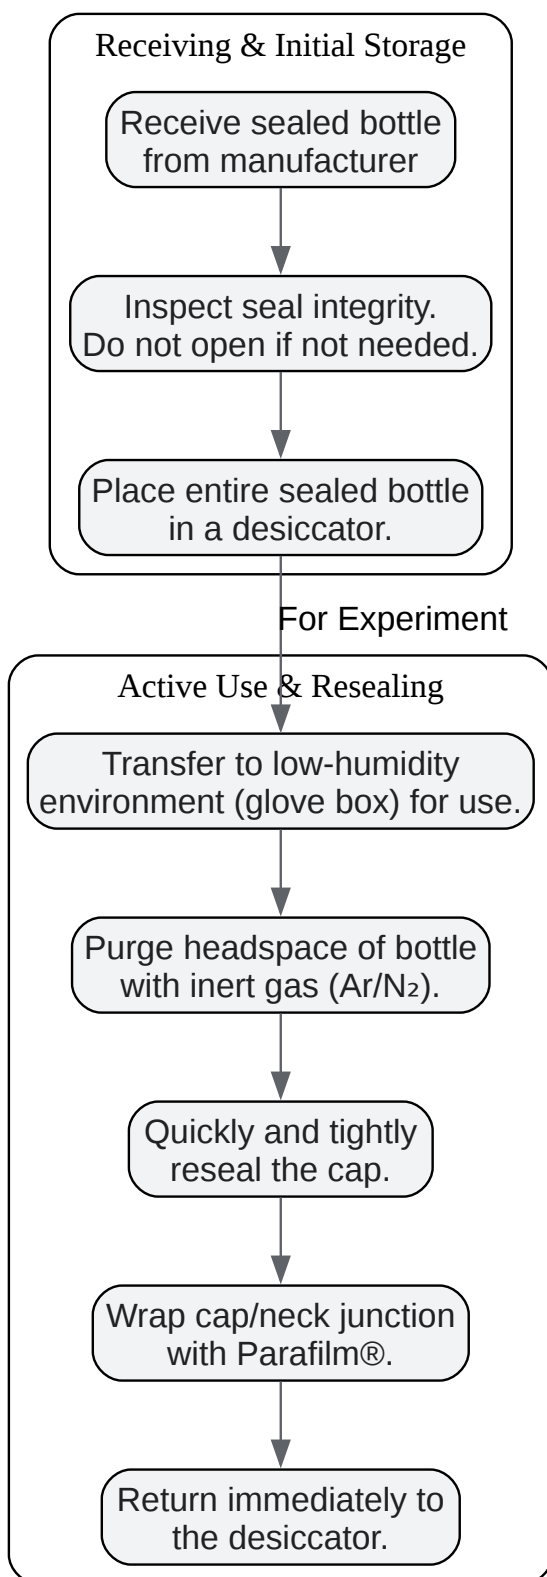 Receiving & Initial Storage
Receive sealed bottle
from manufacturer
Inspect seal integrity.
Do not open if not needed.
Place entire sealed bottle
in a desiccator.
For Experiment
Active Use & Resealing
Transfer to low-humidity
environment (glove box) for use.
Purge headspace of bottle
with inert gas (Ar/N₂).
Quickly and tightly
reseal the cap.
Wrap cap/neck junction
with Parafilm®.
Return immediately to
the desiccator.